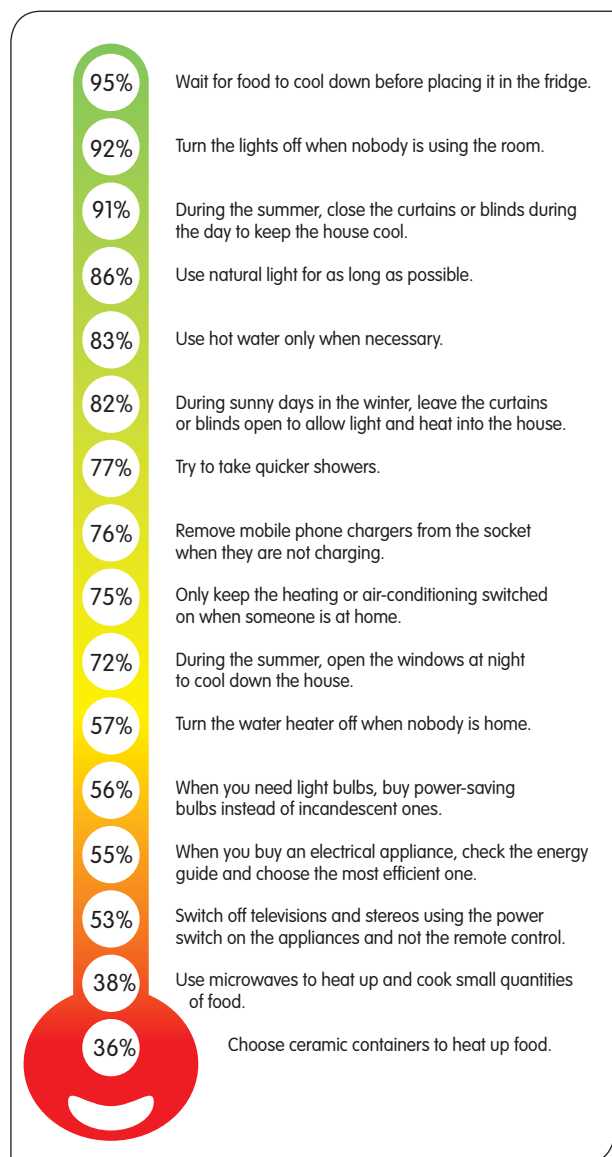 95% Wait for food to cool down before placing it in the fridge.
92% Turn the lights off when nobody is using the room.
91% During the summer, close the curtains or blinds during
the day to keep the house cool.
86% Use natural light for as long as possible.
83% Use hot water only when necessary.
82% During sunny days in the winter, leave the curtains
or blinds open to allow light and heat into the house.
77% Try to take quicker showers.
76% Remove mobile phone chargers from the socket
when they are not charging.
75% Only keep the heating or air-conditioning switched
on when someone is at home.
72% During the summer, open the windows at night
to cool down the house.
57% Turn the water heater off when nobody is home.
56% When you need light bulbs, buy power-saving
bulbs instead of incandescent ones.
55% When you buy an electrical appliance, check the energy
guide and choose the most efficient one.
53% Switch off televisions and stereos using the power
switch on the appliances and not the remote control.
38% Use microwaves to heat up and cook small quantities
of food.
36% Choose ceramic containers to heat up food.